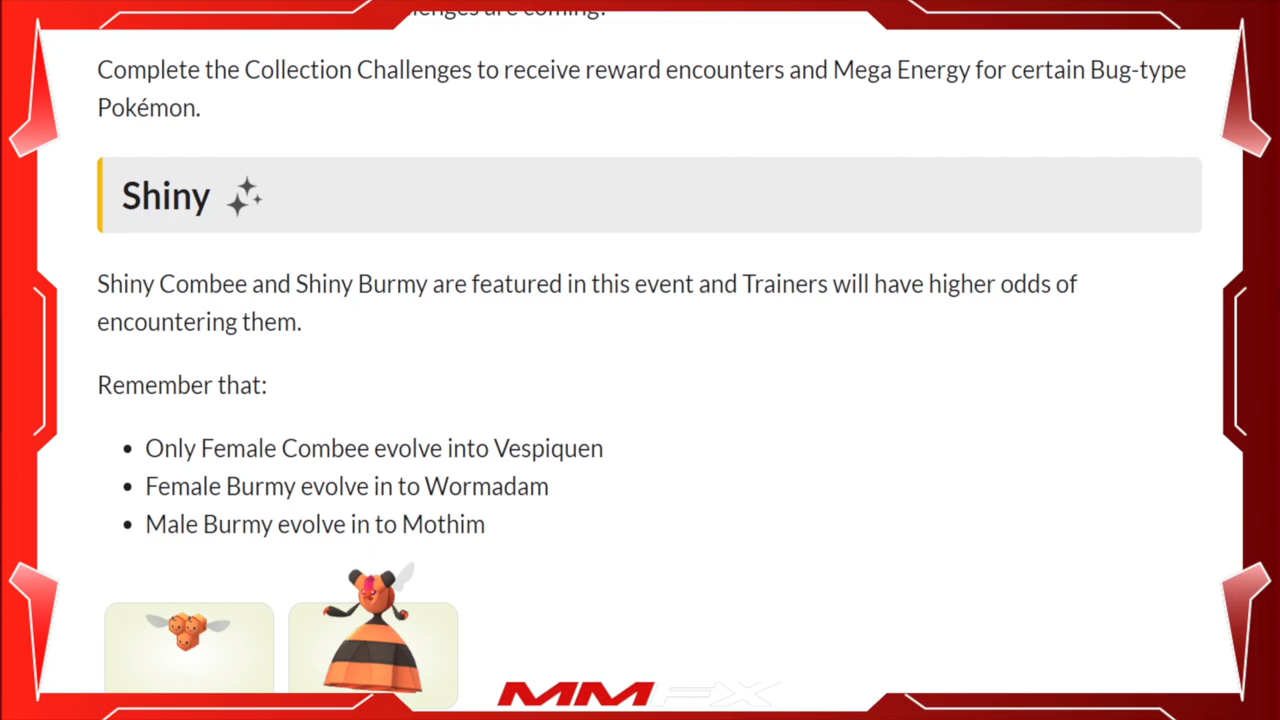 lenges are coming!
Complete the Collection Challenges to receive reward encounters and Mega Energy for certain Bug-type
Pokémon.
Shiny
Shiny Combee and Shiny Burmy are featured in this event and Trainers will have higher odds of
encountering them.
Remember that:
• Only Female Combee evolve into Vespiquen
• Female Burmy evolve in to Wormadam
• Male Burmy evolve in to Mothim
MMFX